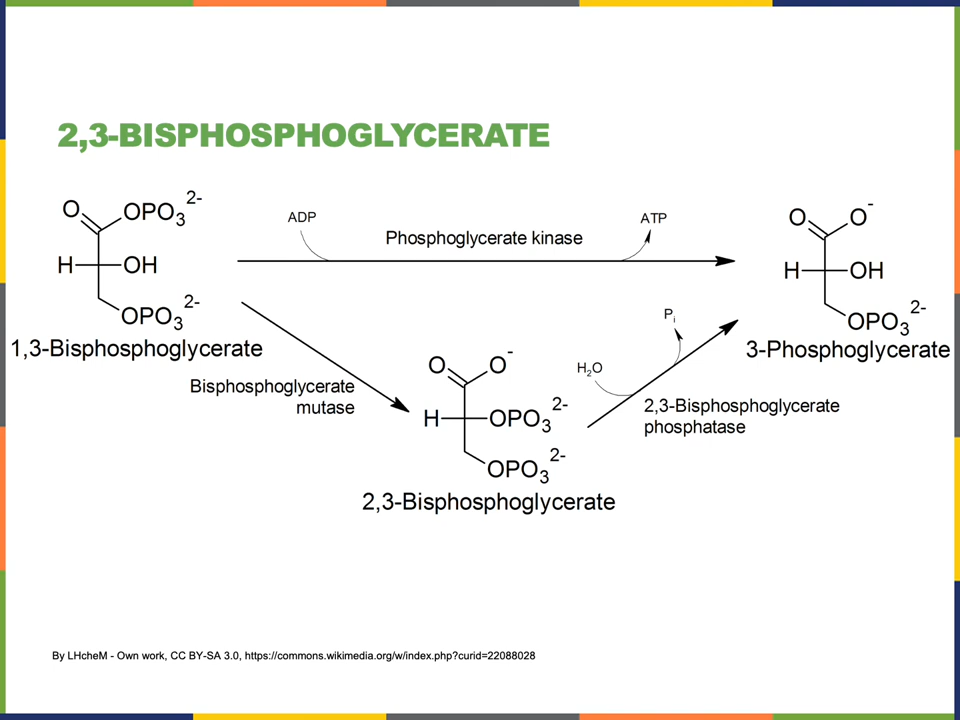 2,3-BISPHOSPHOGLYCERATE
O OPO3 2-
H OH
OPO3 2-
1,3-Bisphosphoglycerate
ADP
ATP
Phosphoglycerate kinase
O O-
H OH
OPO3 2-
3-Phosphoglycerate
Bisphosphoglycerate
mutase
O O-
H OPO3 2-
OPO3 2-
2,3-Bisphosphoglycerate
H2O
Pi
2,3-Bisphosphoglycerate
phosphatase
By LHcheM - Own work, CC BY-SA 3.0, https://commons.wikimedia.org/w/index.php?curid=22088028